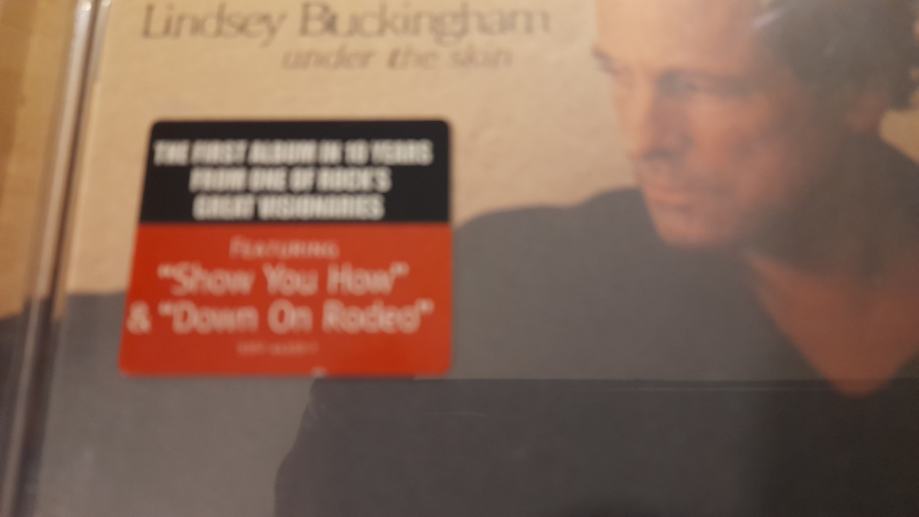 Lindsey Buckingham
under the skin
THE FIRST ALBUM IN 10 YEARS
FROM ONE OF ROCK'S
GREAT VISIONARIES
FEATURING
"Show You How"
& "Down On Rodeo"